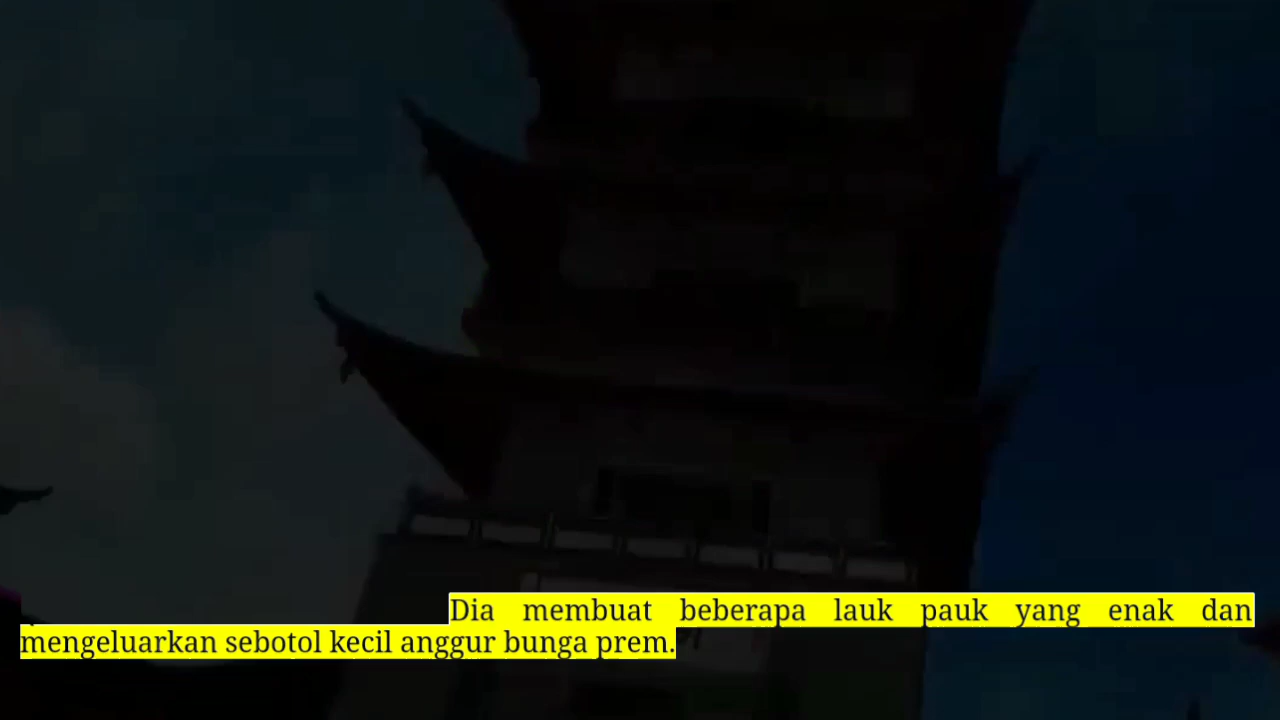 Dia membuat beberapa lauk pauk yang enak dan
mengeluarkan sebotol kecil anggur bunga prem.